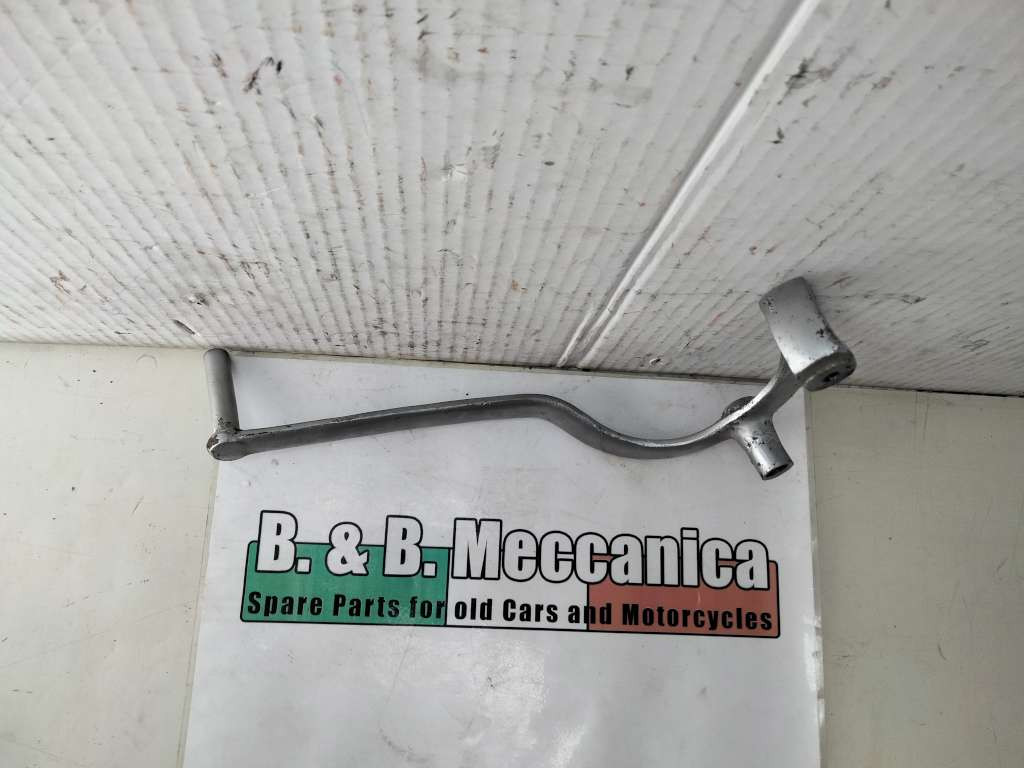 B. & B. Meccanica
Spare Parts for old Cars and Motorcycles